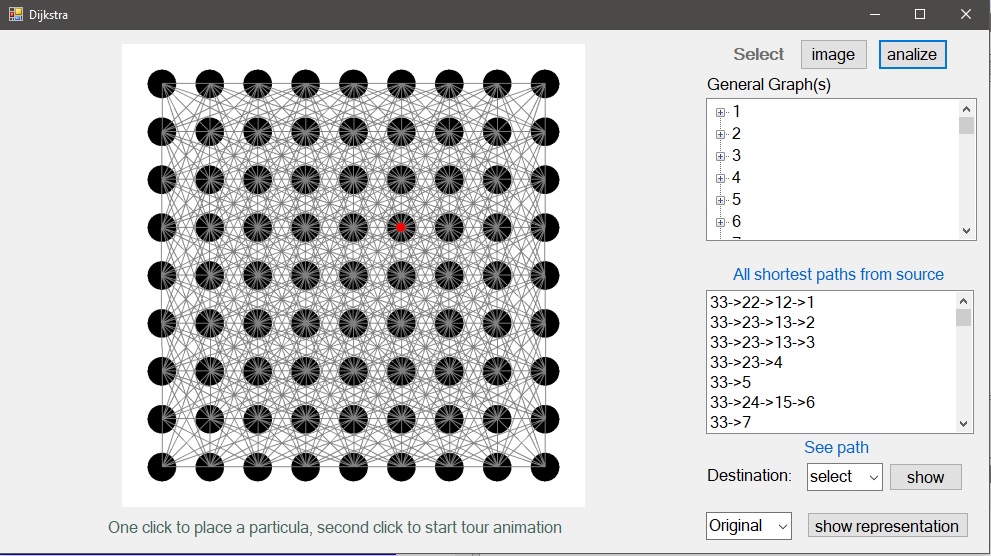 Dijkstra
Select image analize
General Graph(s)
1
2
3
4
5
6
All shortest paths from source
33->22->12->1
33->23->13->2
33->23->13->3
33->23->4
33->5
33->24->15->6
33->7
See path
Destination: select show
One click to place a particula, second click to start tour animation
Original show representation